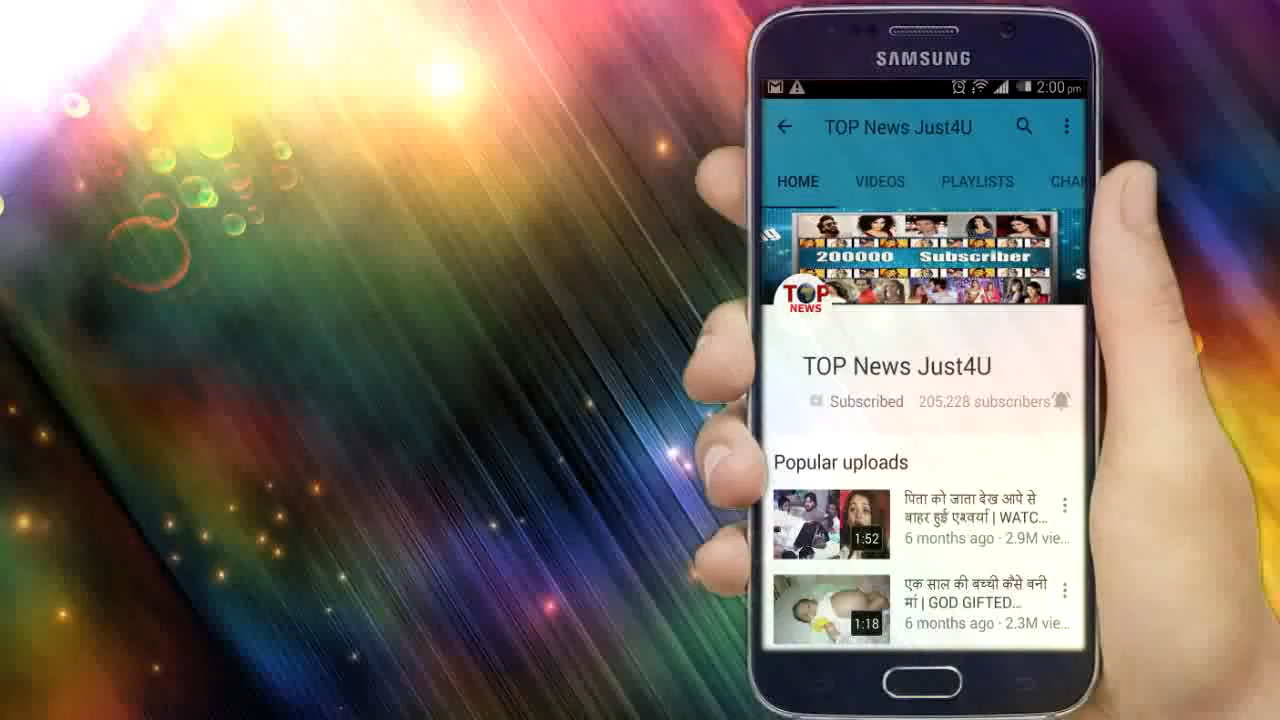 SAMSUNG
2:00 pm
TOP News Just4U
HOME VIDEOS PLAYLISTS CHAN
200000 Subscriber
TOP
NEWS
TOP News Just4U
Subscribed 205,228 subscribers
Popular uploads
पिता को जाता देख आपे से
बाहर हुई एश्वर्या | WATC...
6 months ago · 2.9M vie...
1:52
एक साल की बच्ची कैसे बनी
मां | GOD GIFTED...
6 months ago · 2.3M vie...
1:18